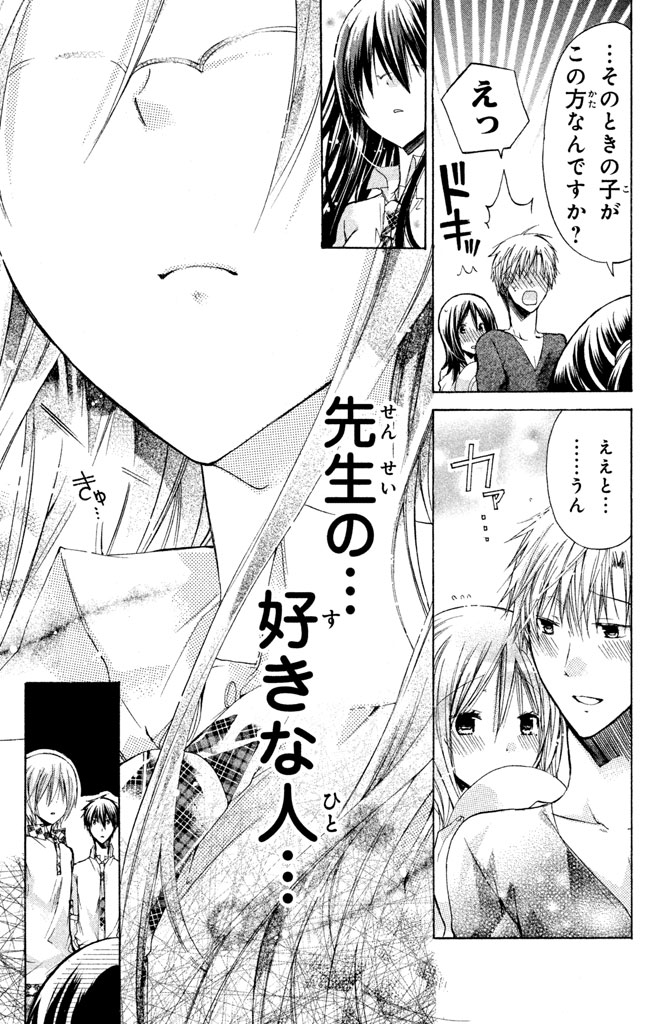 …そのときの子が
この方なんですか?
えっ
ドキッ
ええと…
……うん
カァ…
先生の…
好きな人…
きゅ…